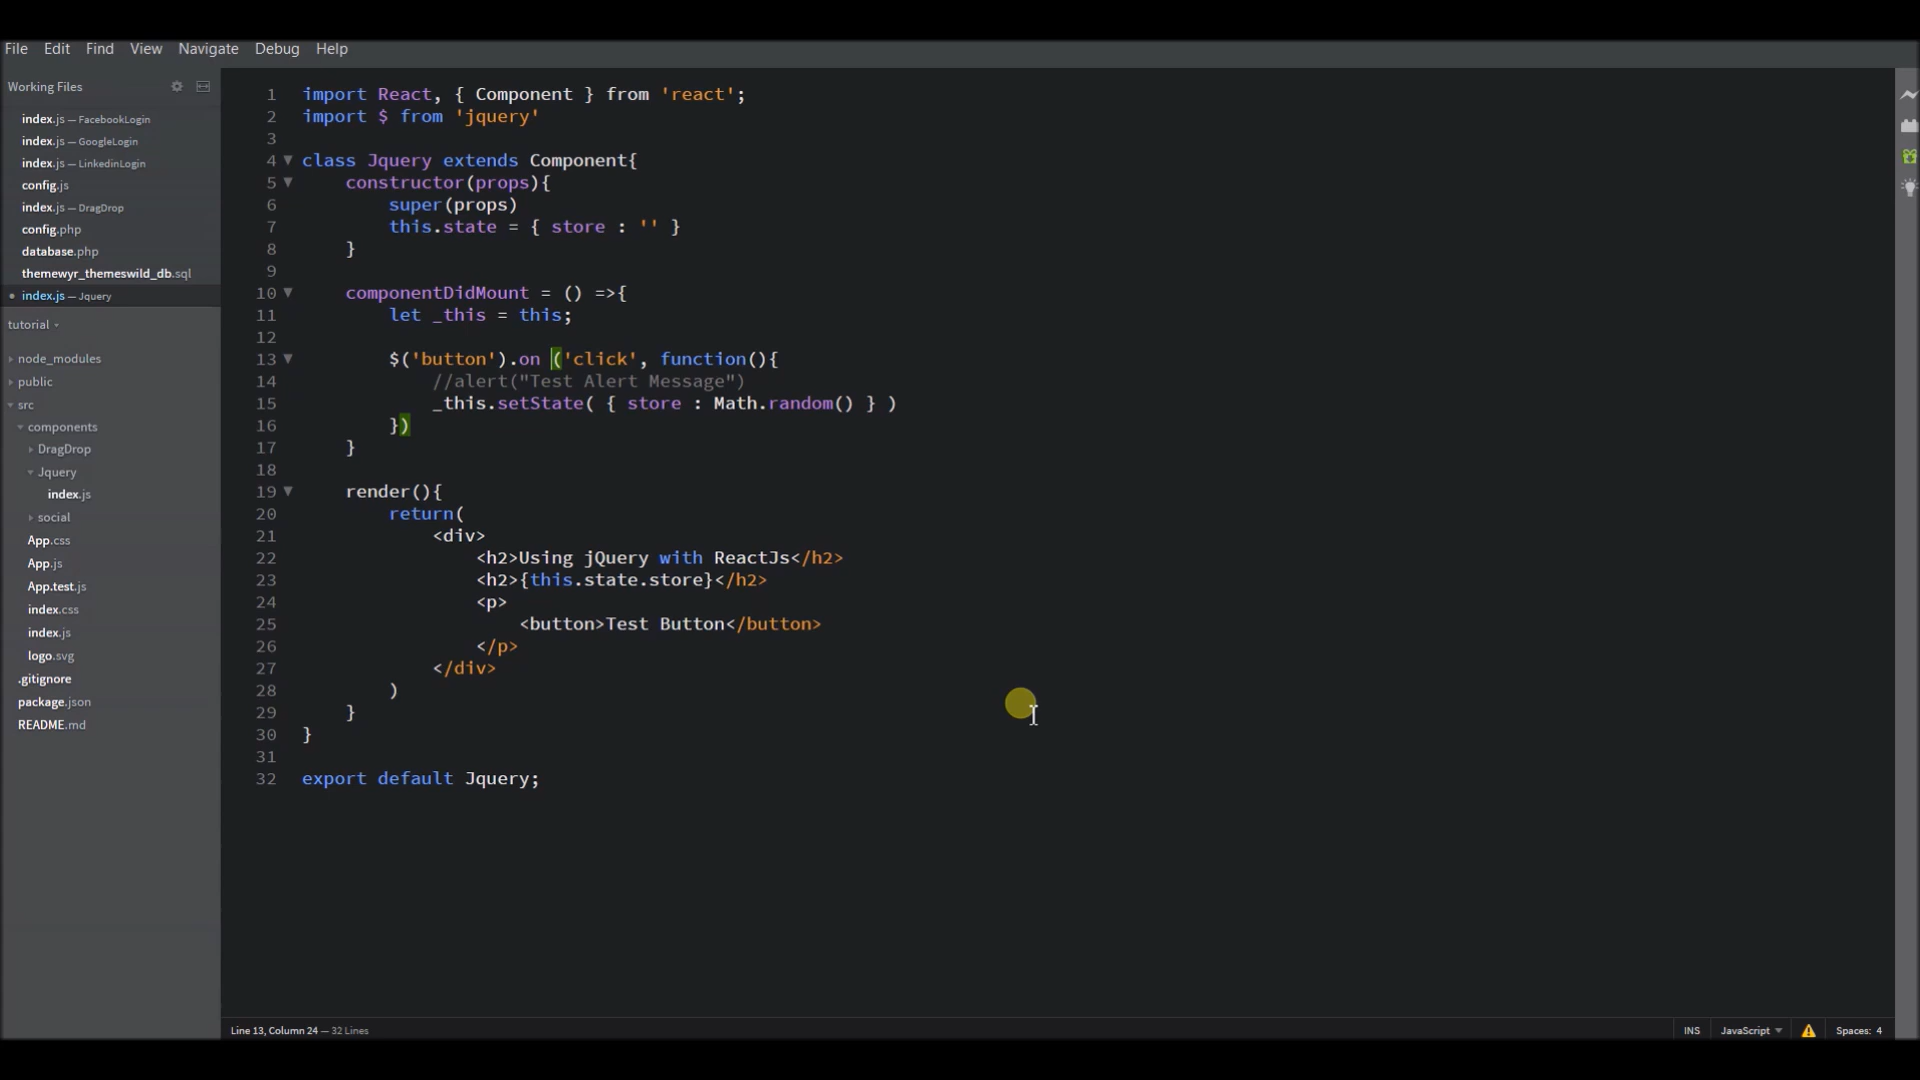 File Edit Find View Navigate Debug Help
Working Files
index.js — FacebookLogin
index.js — GoogleLogin
index.js — LinkedinLogin
config.js
index.js — DragDrop
config.php
database.php
themewyr_themeswild_db.sql
index.js — Jquery
tutorial
node_modules
public
src
components
DragDrop
Jquery
index.js
social
App.css
App.js
App.test.js
index.css
index.js
logo.svg
.gitignore
package.json
README.md
1 import React, { Component } from 'react';
2 import $ from 'jquery'
3
4 class Jquery extends Component{
5 constructor(props){
6 super(props)
7 this.state = { store : '' }
8 }
9
10 componentDidMount = () =>{
11 let _this = this;
12
13 $('button').on ('click', function(){
14 //alert("Test Alert Message")
15 _this.setState( { store : Math.random() } )
16 })
17 }
18
19 render(){
20 return(
21 <div>
22 <h2>Using jQuery with ReactJs</h2>
23 <h2>{this.state.store}</h2>
24 <p>
25 <button>Test Button</button>
26 </p>
27 </div>
28 )
29 }
30 }
31
32 export default Jquery;
Line 13, Column 24 — 32 Lines
INS JavaScript Spaces: 4